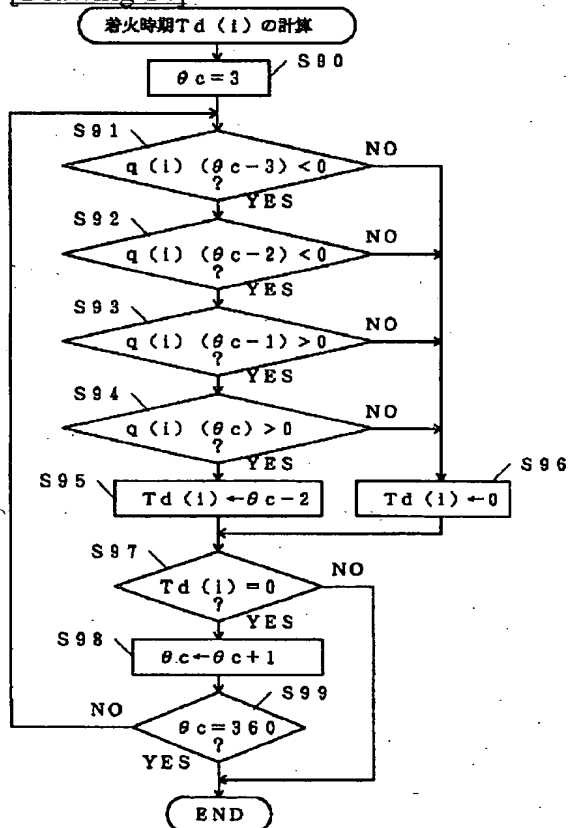 着火時期Td (i) の計算
S90
θc=3
S91
q (i) (θc-3) <0
?
NO
YES
S92
q (i) (θc-2) <0
?
NO
YES
S93
q (i) (θc-1) >0
?
NO
YES
S94
q (i) (θc) >0
?
NO
YES
S95
Td (i) ←θc-2
S96
Td (i) ←0
S97
Td (i) =0
?
NO
YES
S98
θc←θc+1
S99
θc=360
?
NO
YES
END